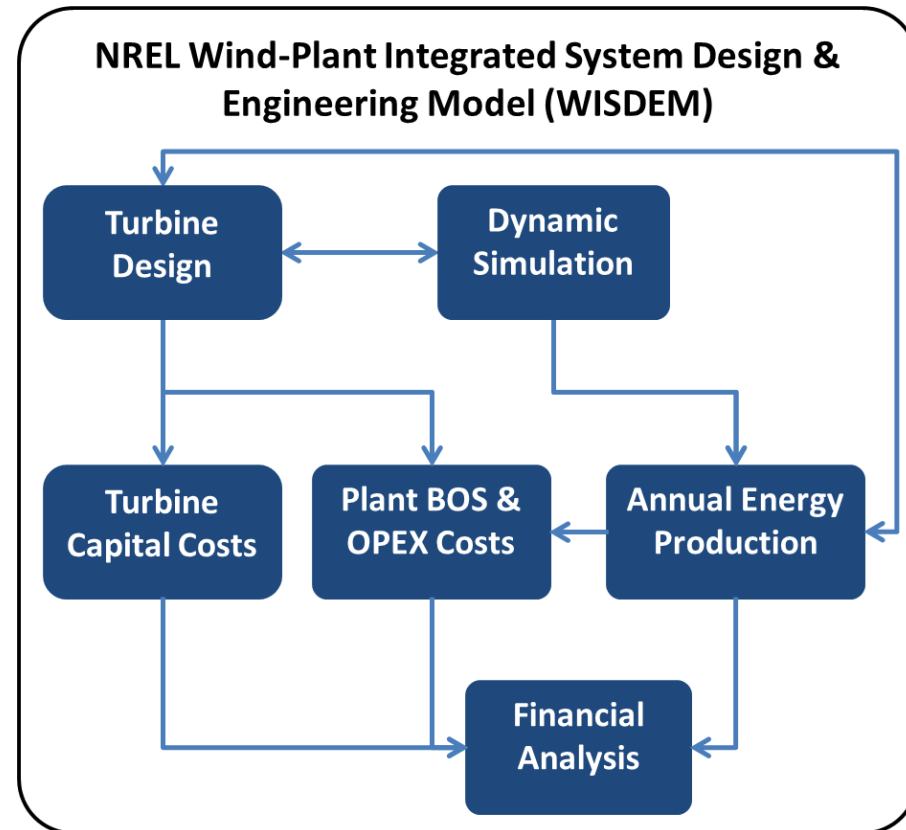 NREL Wind-Plant Integrated System Design &
Engineering Model (WISDEM)
Turbine
Design
Dynamic
Simulation
Turbine
Capital Costs
Plant BOS &
OPEX Costs
Annual Energy
Production
Financial
Analysis